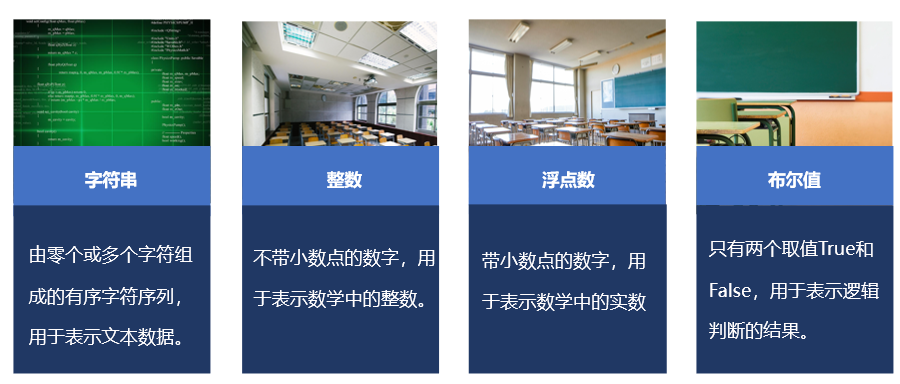 字符串
由零个或多个字符组
成的有序字符序列，
用于表示文本数据。
整数
不带小数点的数字，用
于表示数学中的整数。
浮点数
带小数点的数字，用
于表示数学中的实数
布尔值
只有两个取值True和
False，用于表示逻辑
判断的结果。